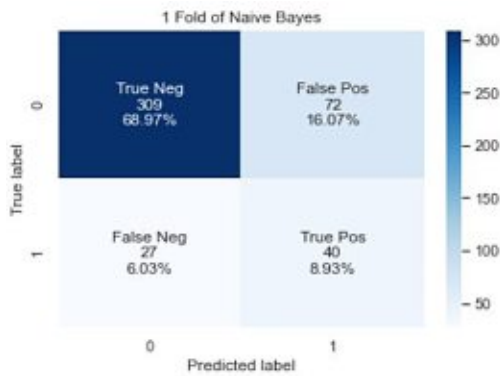 1 Fold of Naive Bayes
True label
0
True Neg
309
68.97%
False Pos
72
16.07%
1
False Neg
27
6.03%
True Pos
40
8.93%
0
1
Predicted label
300
250
200
150
100
50